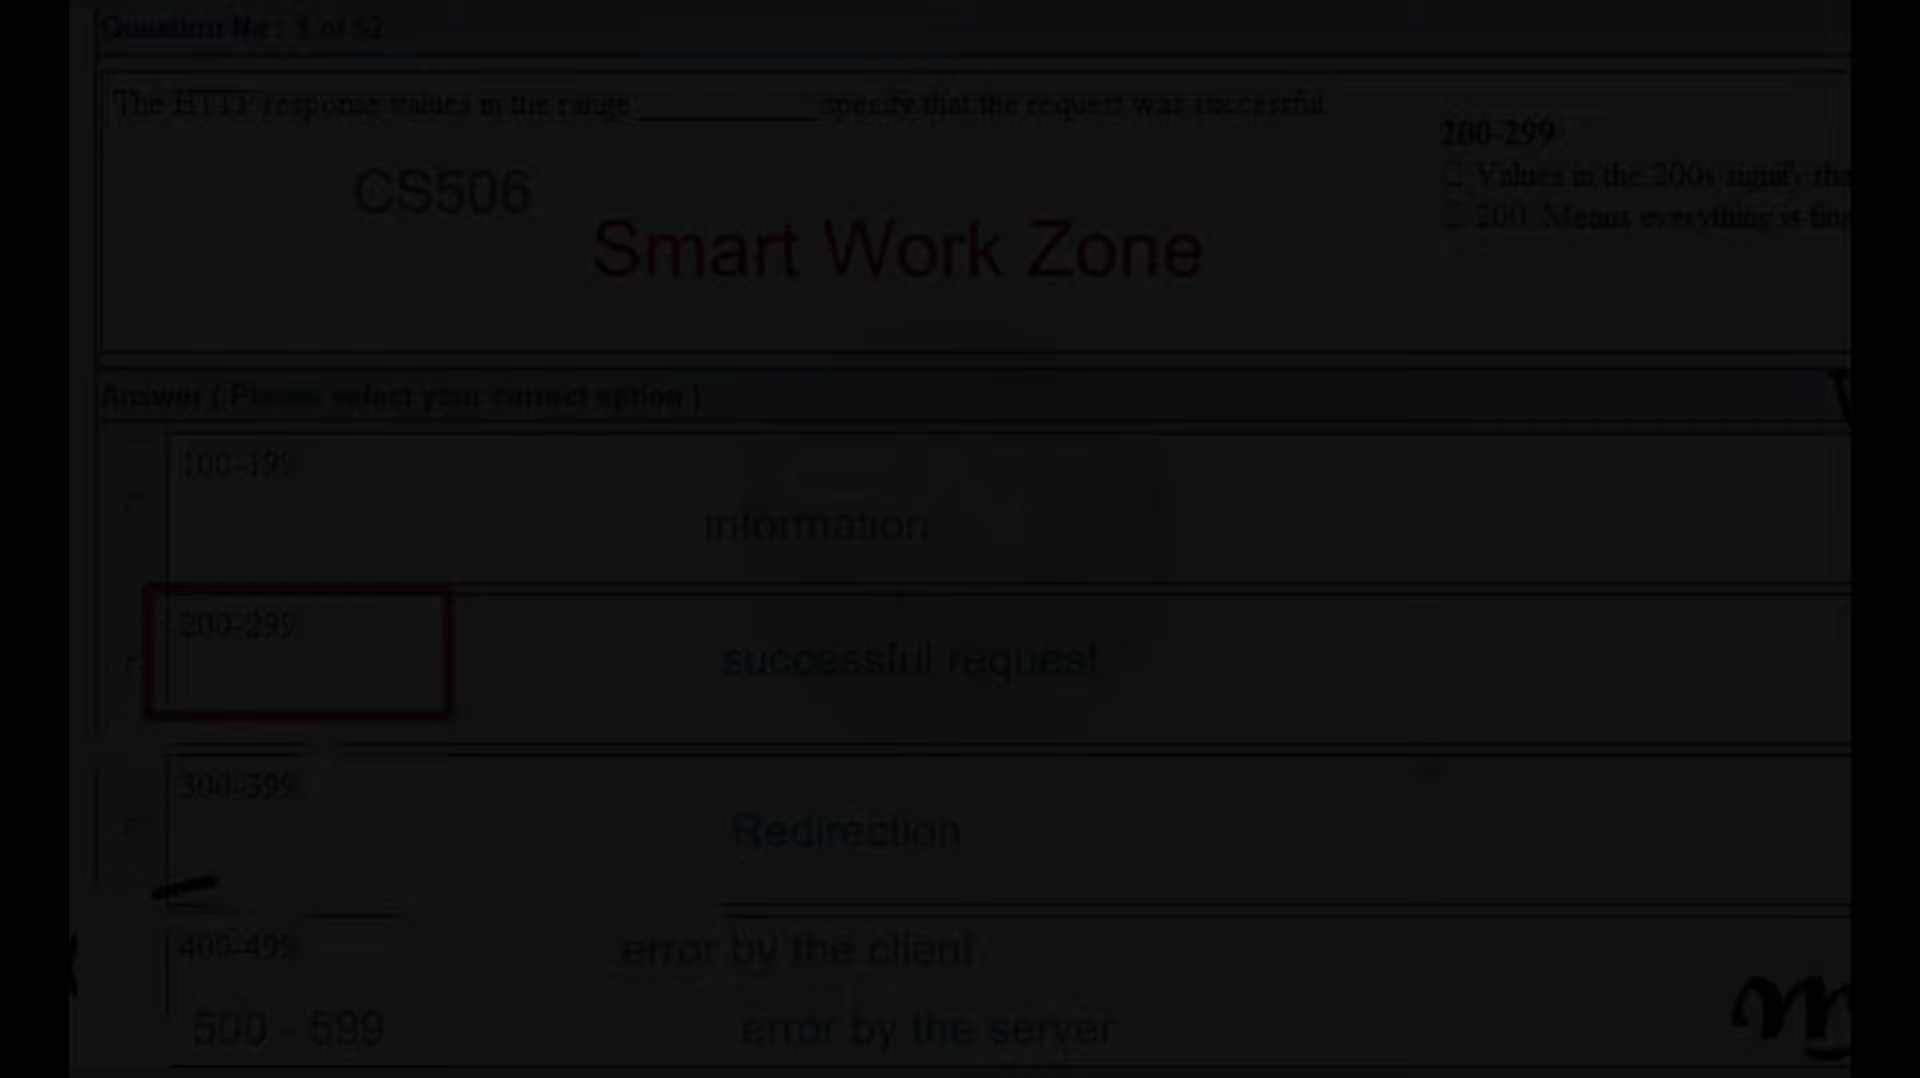 Question No : 1 of 52
The HTTP response values in the range __________ specify that the request was successful.
200-299
Values in the 200s signify tha
200 Means everything is fine
CS506
Smart Work Zone
Answer ( Please select your correct option )
100-199
information
200-299
successful request
300-399
Redirection
400-499
error by the client
500 - 599
error by the server